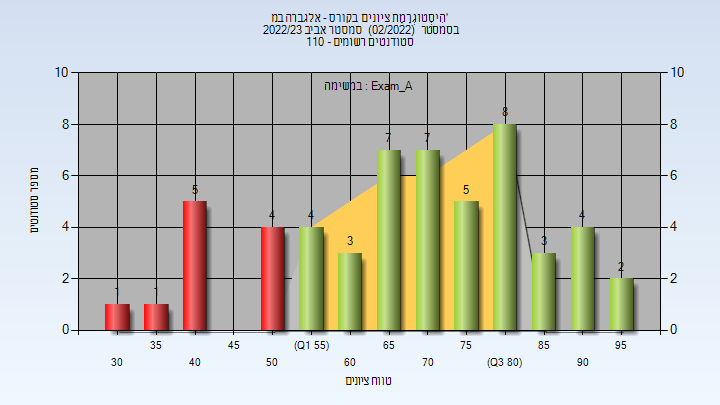 היסטוגרמת ציונים בקורס - אלגברה במ'
בסמסטר (02/2022) סמסטר אביב 2022/23
סטודנטים רשומים - 110
במשימה : Exam_A
מספר סטודנטים
10 10
8 8
6 6
4 4
2 2
0 0
1 1 5 4 4 3 7 7 5 8 3 4 2
30 35 40 45 50 (Q1 55) 60 65 70 75 (Q3 80) 85 90 95
טווח ציונים